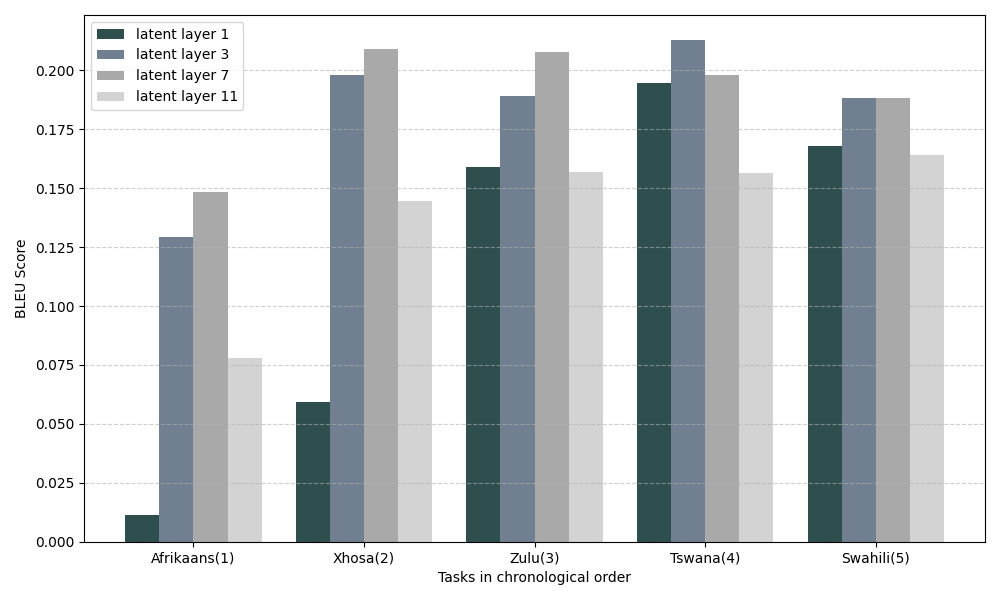 latent layer 1
latent layer 3
latent layer 7
latent layer 11
BLEU Score
0.200
0.175
0.150
0.125
0.100
0.075
0.050
0.025
0.000
Afrikaans(1) Xhosa(2) Zulu(3) Tswana(4) Swahili(5)
Tasks in chronological order